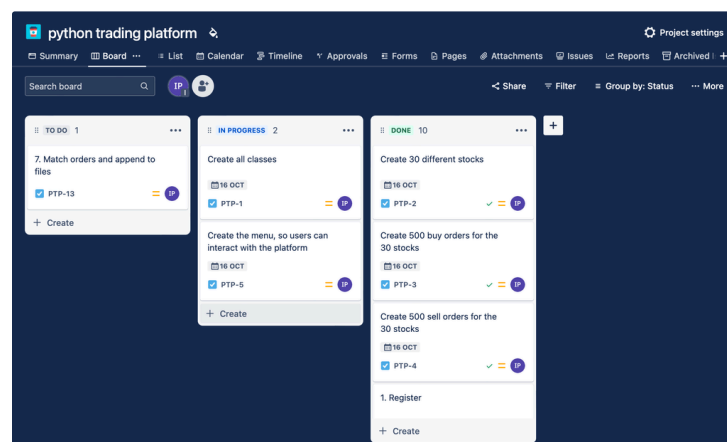 python trading platform
Project settings
Summary Board ••• List Calendar Timeline Approvals Forms Pages Attachments Issues Reports Archived
Search board
IP
Share Filter Group by: Status ••• More
TO DO 1 •••
7. Match orders and append to
files
PTP-13 IP
+ Create
IN PROGRESS 2 •••
Create all classes
16 OCT
PTP-1 IP
Create the menu, so users can
interact with the platform
16 OCT
PTP-5 IP
+ Create
DONE 10 •••
Create 30 different stocks
16 OCT
PTP-2 IP
Create 500 buy orders for the
30 stocks
16 OCT
PTP-3 IP
Create 500 sell orders for the
30 stocks
16 OCT
PTP-4 IP
1. Register
+ Create